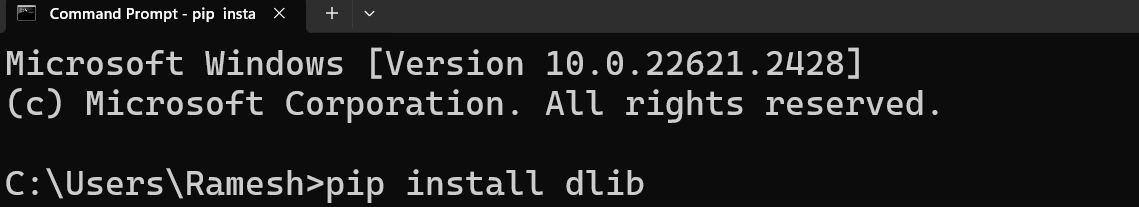 Command Prompt - pip  insta
Microsoft Windows [Version 10.0.22621.2428]
(c) Microsoft Corporation. All rights reserved.
C:\Users\Ramesh>pip install dlib